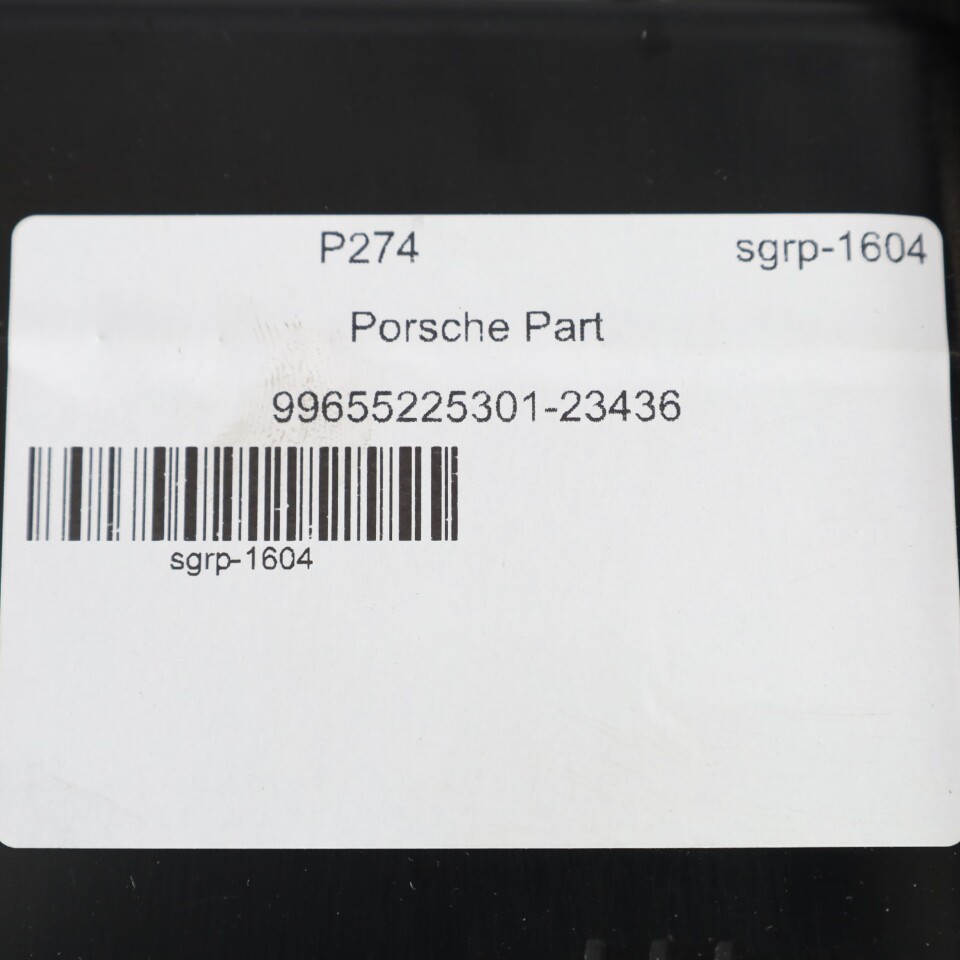 P274 sgrp-1604
Porsche Part
99655225301-23436
sgrp-1604